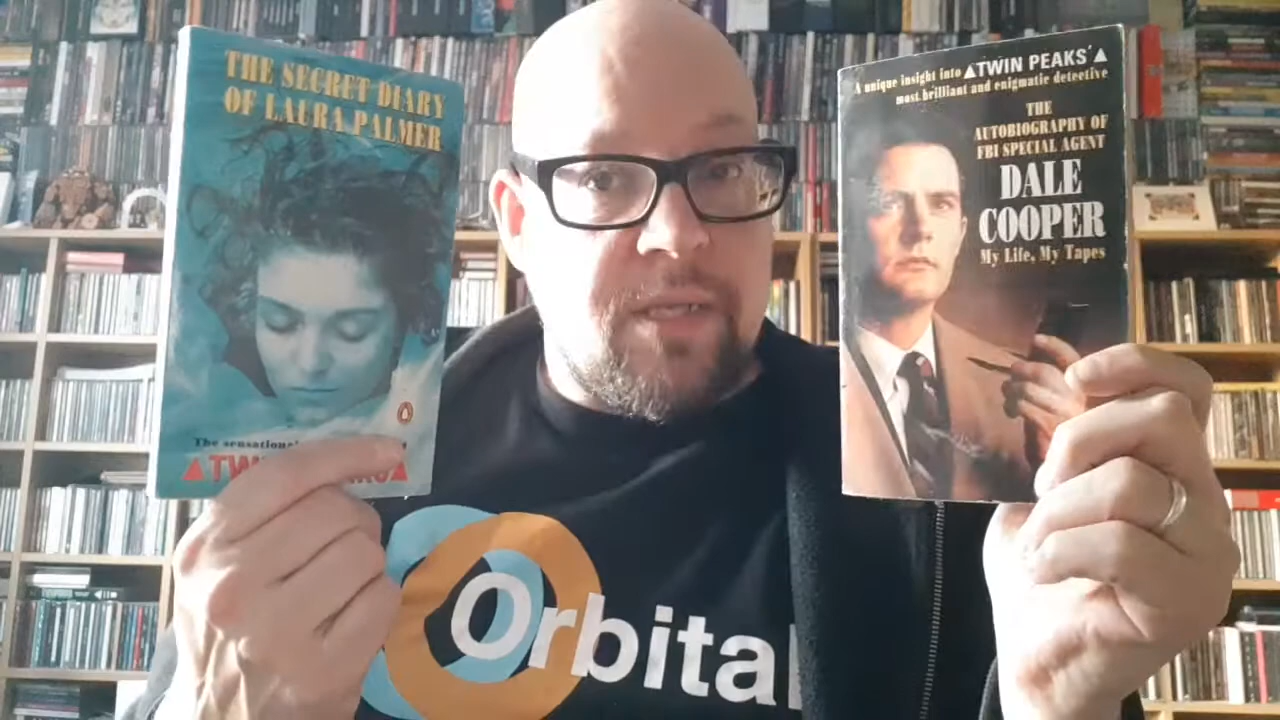 THE SECRET DIARY
OF LAURA PALMER
The sensational
A unique insight into TWIN PEAKS'
most brilliant and enigmatic detective
THE
AUTOBIOGRAPHY OF
FBI SPECIAL AGENT
DALE
COOPER
My Life, My Tapes
Orbital